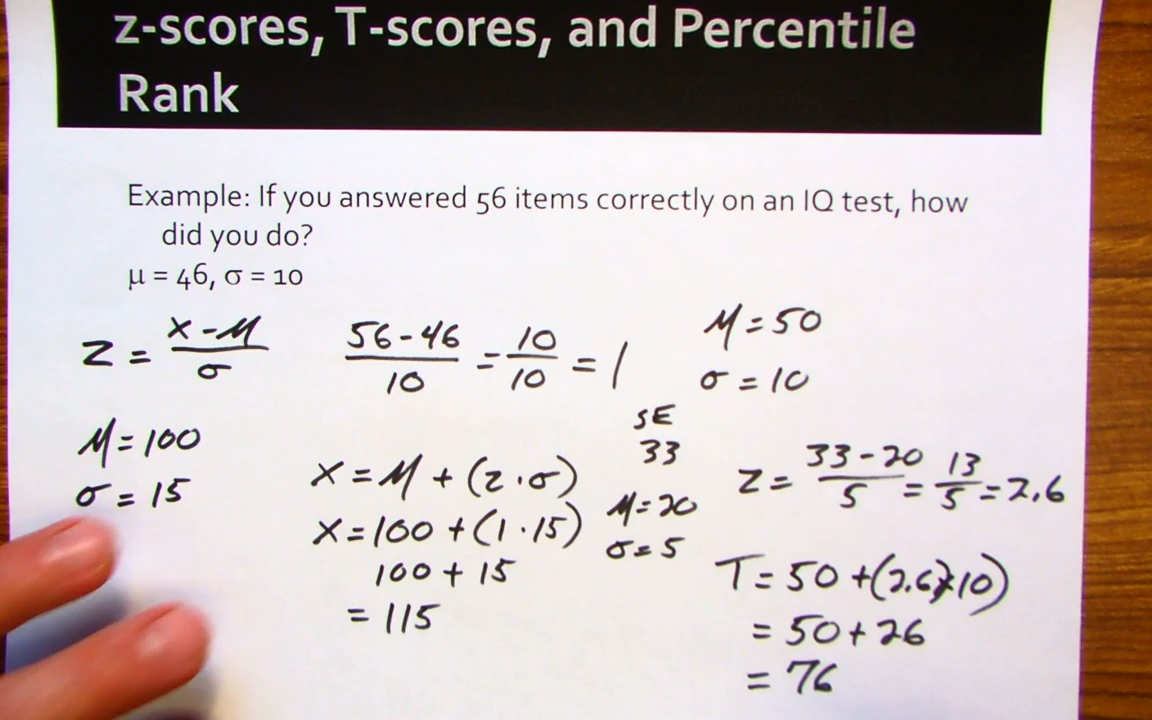 z-scores, T-scores, and Percentile
Rank
Example: If you answered 56 items correctly on an IQ test, how
did you do?
μ = 46, σ = 10
z = (x - M) / σ
(56 - 46) / 10 = 10 / 10 = 1
M = 50
σ = 10
M = 100
σ = 15
x = M + (z · σ)
x = 100 + (1 · 15)
100 + 15
= 115
SE
33
M = 20
σ = 5
z = (33 - 20) / 5 = 13 / 5 = 2.6
T = 50 + (2.6 × 10)
= 50 + 26
= 76